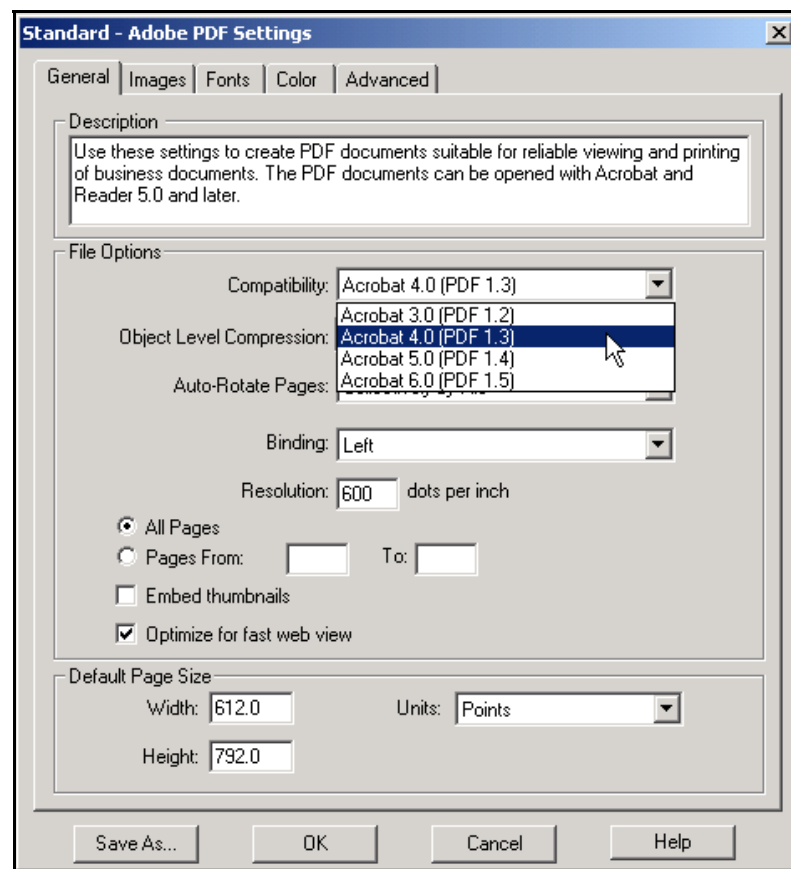 Standard - Adobe PDF Settings
General Images Fonts Color Advanced
Description
Use these settings to create PDF documents suitable for reliable viewing and printing
of business documents. The PDF documents can be opened with Acrobat and
Reader 5.0 and later.
File Options
Compatibility: Acrobat 4.0 (PDF 1.3)
Acrobat 3.0 (PDF 1.2)
Object Level Compression: Acrobat 4.0 (PDF 1.3)
Acrobat 5.0 (PDF 1.4)
Auto-Rotate Pages: Acrobat 6.0 (PDF 1.5)
Binding: Left
Resolution: 600 dots per inch
All Pages
Pages From: To:
Embed thumbnails
Optimize for fast web view
Default Page Size
Width: 612.0 Units: Points
Height: 792.0
Save As... OK Cancel Help